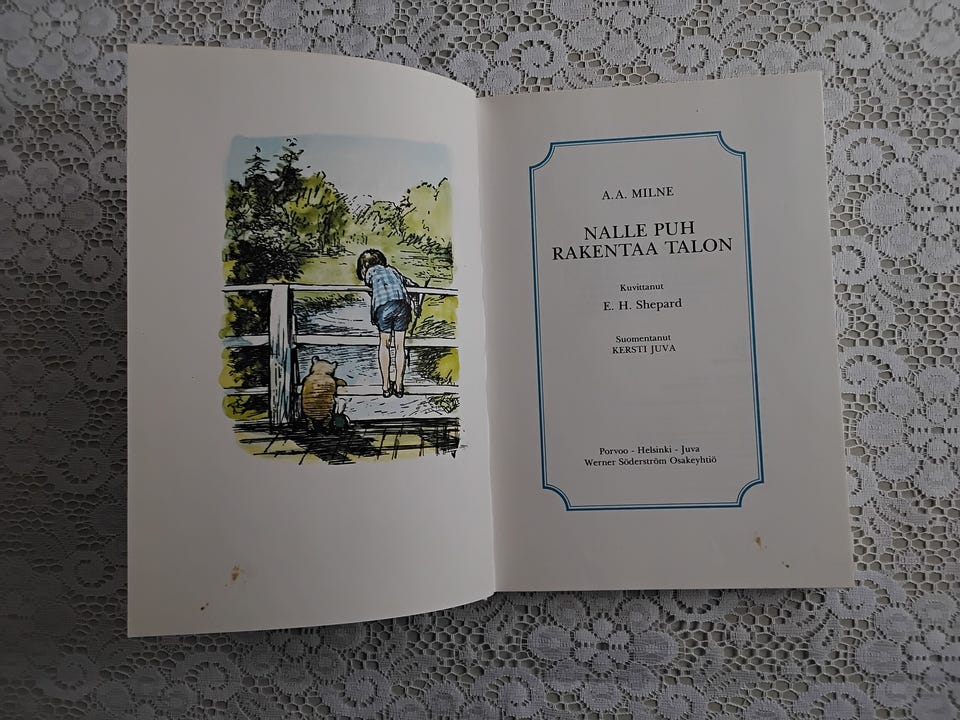 A.A. MILNE
NALLE PUH
RAKENTAA TALON
Kuvittanut
E. H. Shepard
Suomentanut
KERSTI JUVA
Porvoo - Helsinki - Juva
Werner Söderström Osakeyhtiö